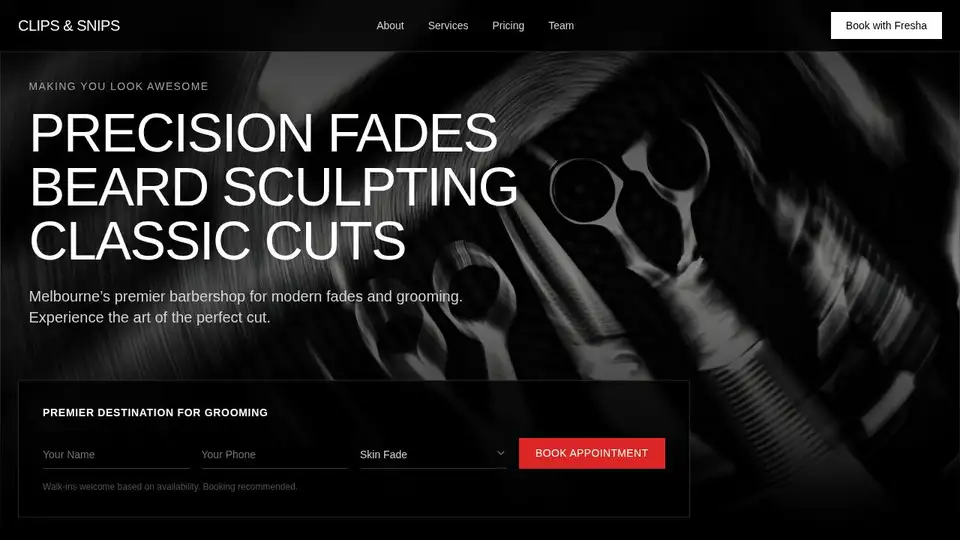 CLIPS & SNIPS
About
Services
Pricing
Team
Book with Fresha
MAKING YOU LOOK AWESOME
PRECISION FADES
BEARD SCULPTING
CLASSIC CUTS
Melbourne's premier barbershop for modern fades and grooming.
Experience the art of the perfect cut.
PREMIER DESTINATION FOR GROOMING
Your Name
Your Phone
Skin Fade
BOOK APPOINTMENT
Walk-ins welcome based on availability. Booking recommended.